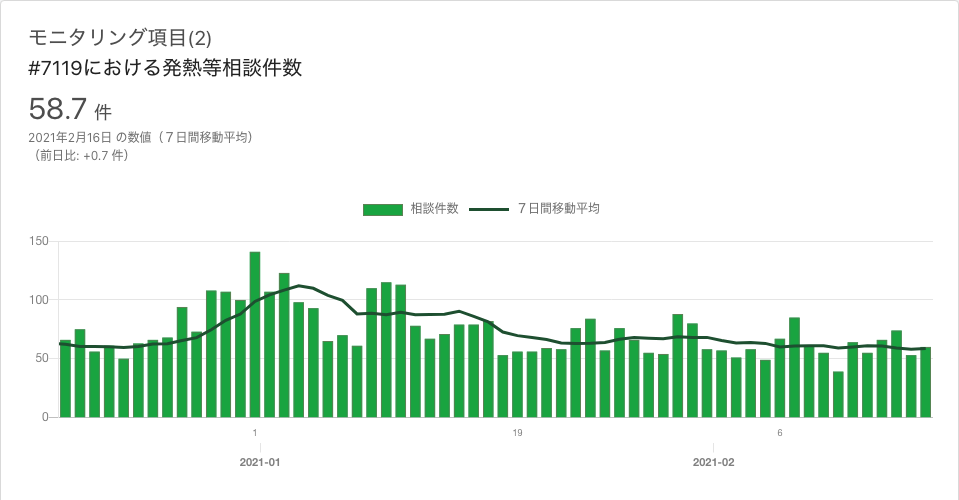 モニタリング項目(2)
#7119における発熱等相談件数
58.7 件
2021年2月16日 の数値（７日間移動平均）
（前日比: +0.7 件）
相談件数 ７日間移動平均
150
100
50
0
1 19 6
2021-01 2021-02